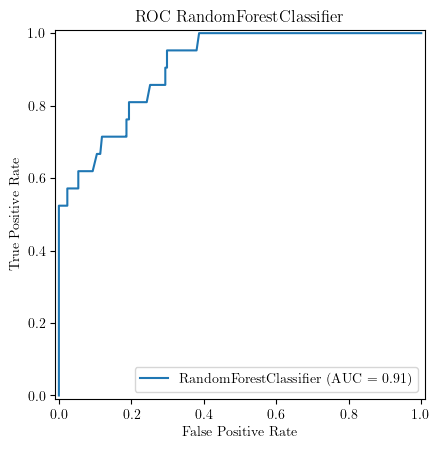 ROC RandomForestClassifier
True Positive Rate
1.0
0.8
0.6
0.4
0.2
0.0
RandomForestClassifier (AUC = 0.91)
0.0 0.2 0.4 0.6 0.8 1.0
False Positive Rate